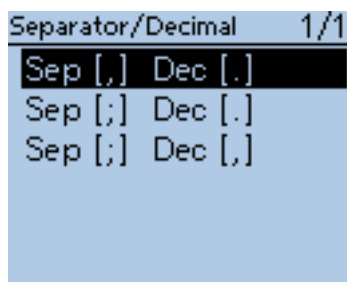 Separator/Decimal 1/1
Sep [,] Dec [.]
Sep [;] Dec [.]
Sep [;] Dec [,]